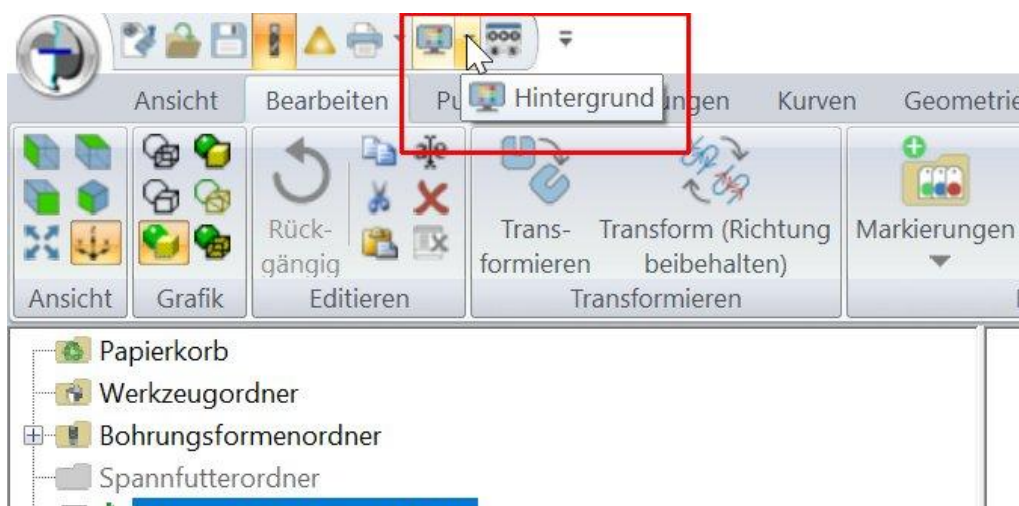 Hintergrund
Ansicht Bearbeiten Pu ungen Kurven Geometrie
Rück-
gängig
Trans-
formieren
Transform (Richtung
beibehalten)
Markierungen
Ansicht Grafik Editieren Transformieren
Papierkorb
Werkzeugordner
Bohrungsformenordner
Spannfutterordner